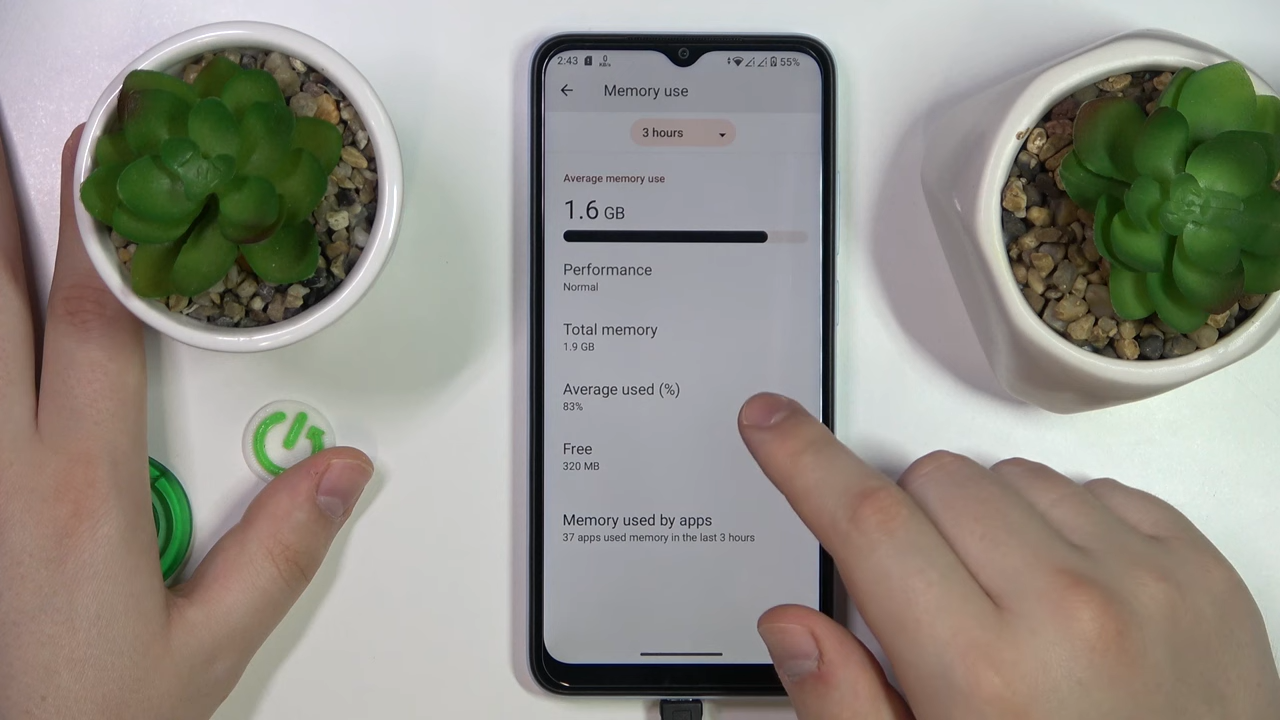 2:43 0 KB/s 55%
Memory use
3 hours
Average memory use
1.6 GB
Performance
Normal
Total memory
1.9 GB
Average used (%)
83%
Free
320 MB
Memory used by apps
37 apps used memory in the last 3 hours